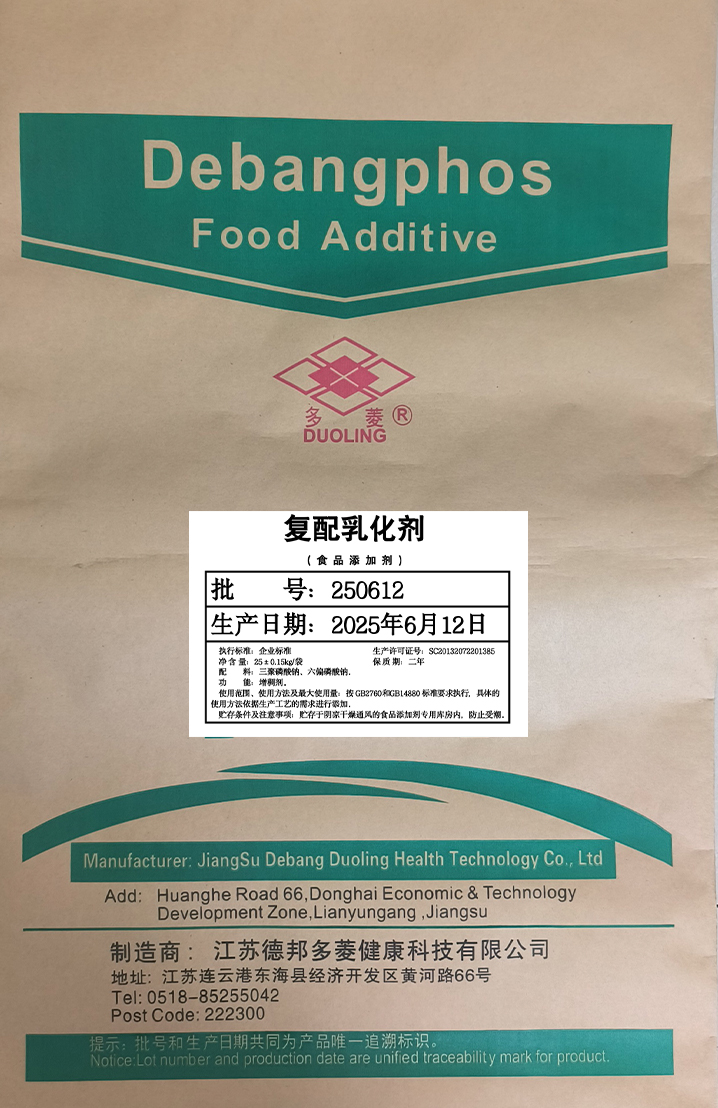 Debangphos
Food Additive
多 菱 ®
DUOLING
复配乳化剂
(食品添加剂)
批 号: 250612
生产日期: 2025年6月12日
执行标准: 企业标准 生产许可证号: SC20132072201385
净含量: 25±0.15kg/袋 保质期: 二年
配 料: 三聚磷酸钠、六偏磷酸钠.
功 能: 增稠剂.
使用范围、使用方法及最大使用量: 按GB2760和GB14880标准要求执行, 具体的
使用方法依据生产工艺的需求进行添加.
贮存条件及注意事项: 贮存于阴凉干燥通风的食品添加剂专用库房内, 防止受潮.
Manufacturer: JiangSu Debang Duoling Health Technology Co., Ltd
Add: Huanghe Road 66,Donghai Economic & Technology
Development Zone,Lianyungang ,Jiangsu
制造商: 江苏德邦多菱健康科技有限公司
地址: 江苏连云港东海县经济开发区黄河路66号
Tel: 0518-85255042
Post Code: 222300
提示: 批号和生产日期共同为产品唯一追溯标识。
Notice:Lot number and production date are unified traceability mark for product.